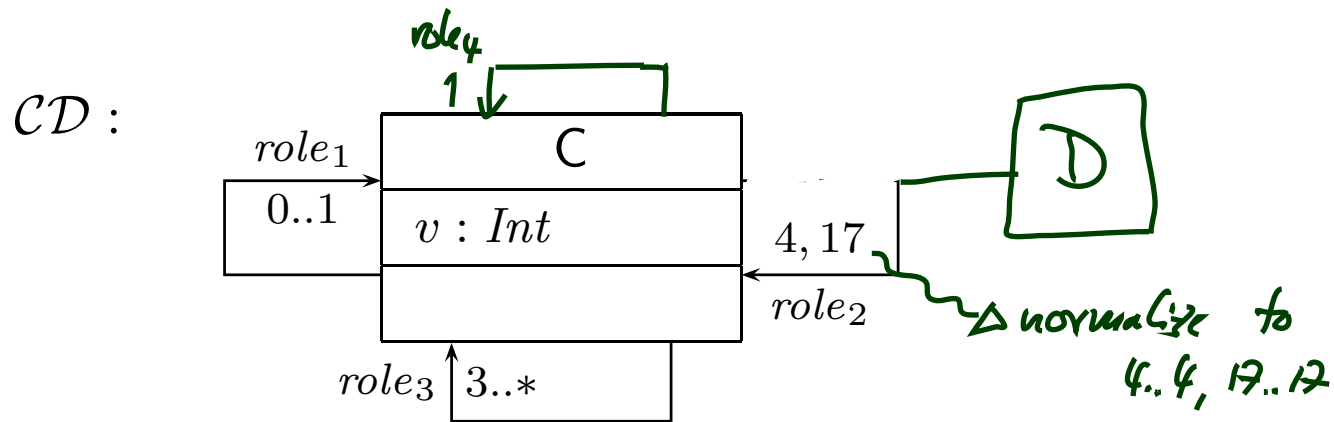 role₄
1
CD :
role₁
C
D
0..1
v : Int
4, 17
role₂
normalize to
4..4, 17..17
role₃
3..∗